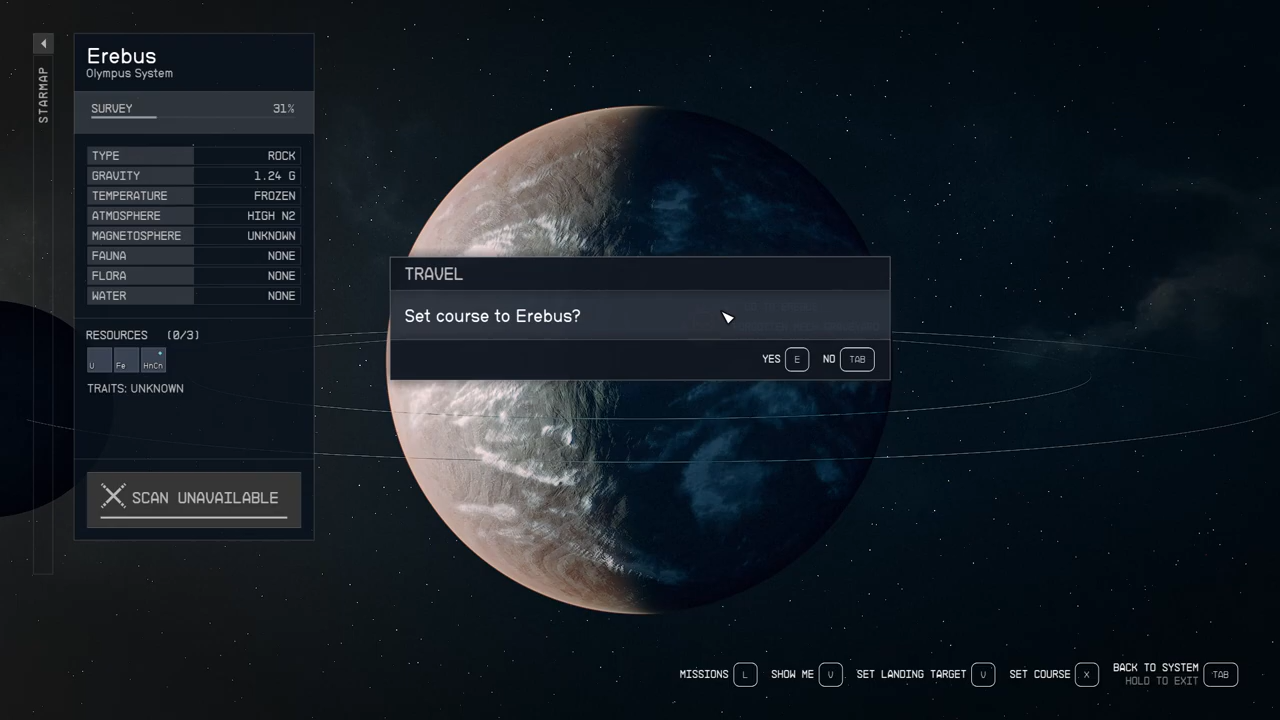 STARMAP
Erebus
Olympus System
SURVEY 31%
TYPE ROCK
GRAVITY 1.24 G
TEMPERATURE FROZEN
ATMOSPHERE HIGH N2
MAGNETOSPHERE UNKNOWN
FAUNA NONE
FLORA NONE
WATER NONE
RESOURCES (0/3)
U Fe HnCn
TRAITS: UNKNOWN
SCAN UNAVAILABLE
TRAVEL
Set course to Erebus?
YES E NO TAB
MISSIONS L SHOW ME V SET LANDING TARGET V SET COURSE X BACK TO SYSTEM TAB
HOLD TO EXIT